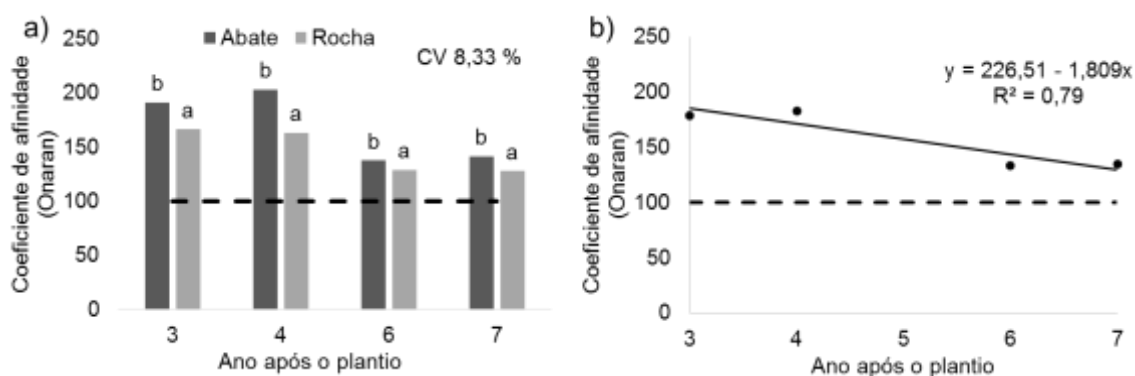 a)
Abate
Rocha
CV 8,33 %
Coeficiente de afinidade
(Onaran)
250
200
150
100
50
0
b
a
b
a
b
a
b
a
3
4
6
7
Ano após o plantio
b)
y = 226,51 - 1,809x
R² = 0,79
Coeficiente de afinidade
(Onaran)
250
200
150
100
50
0
3
4
5
6
7
Ano após o plantio